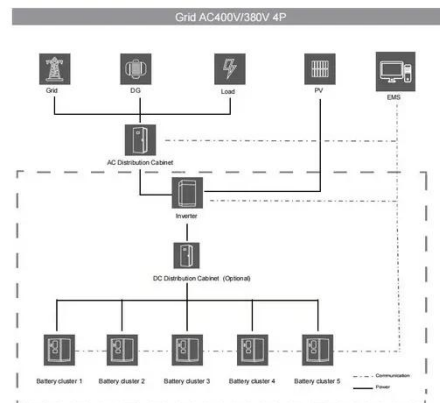 Grid AC400V/380V 4P
Grid
DG
Load
PV
EMS
AC Distribution Cabinet
Inverter
DC Distribution Cabinet (Optional)
Battery cluster 1
Battery cluster 2
Battery cluster 3
Battery cluster 4
Battery cluster 5
Communication
Power